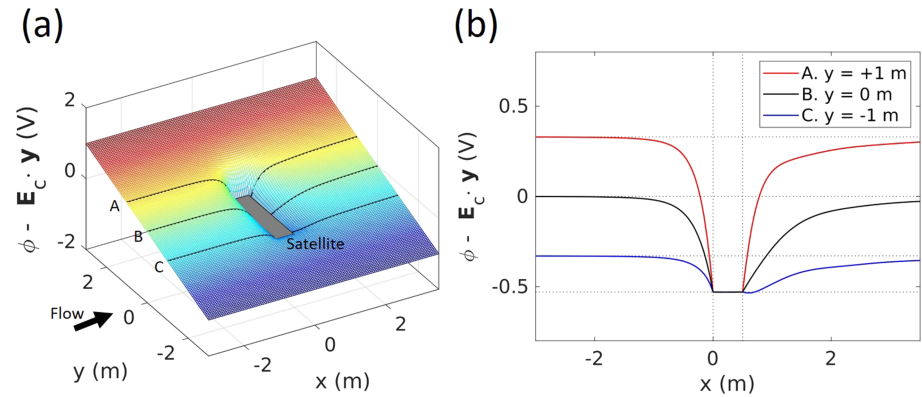 (a)
ϕ - E_c · y (V)
2
0
-2
A
B
C
Satellite
Flow
2
0
-2
y (m)
-2
0
2
x (m)
(b)
ϕ - E_c · y (V)
0.5
0
-0.5
A. y = +1 m
B. y = 0 m
C. y = -1 m
-2
0
2
x (m)